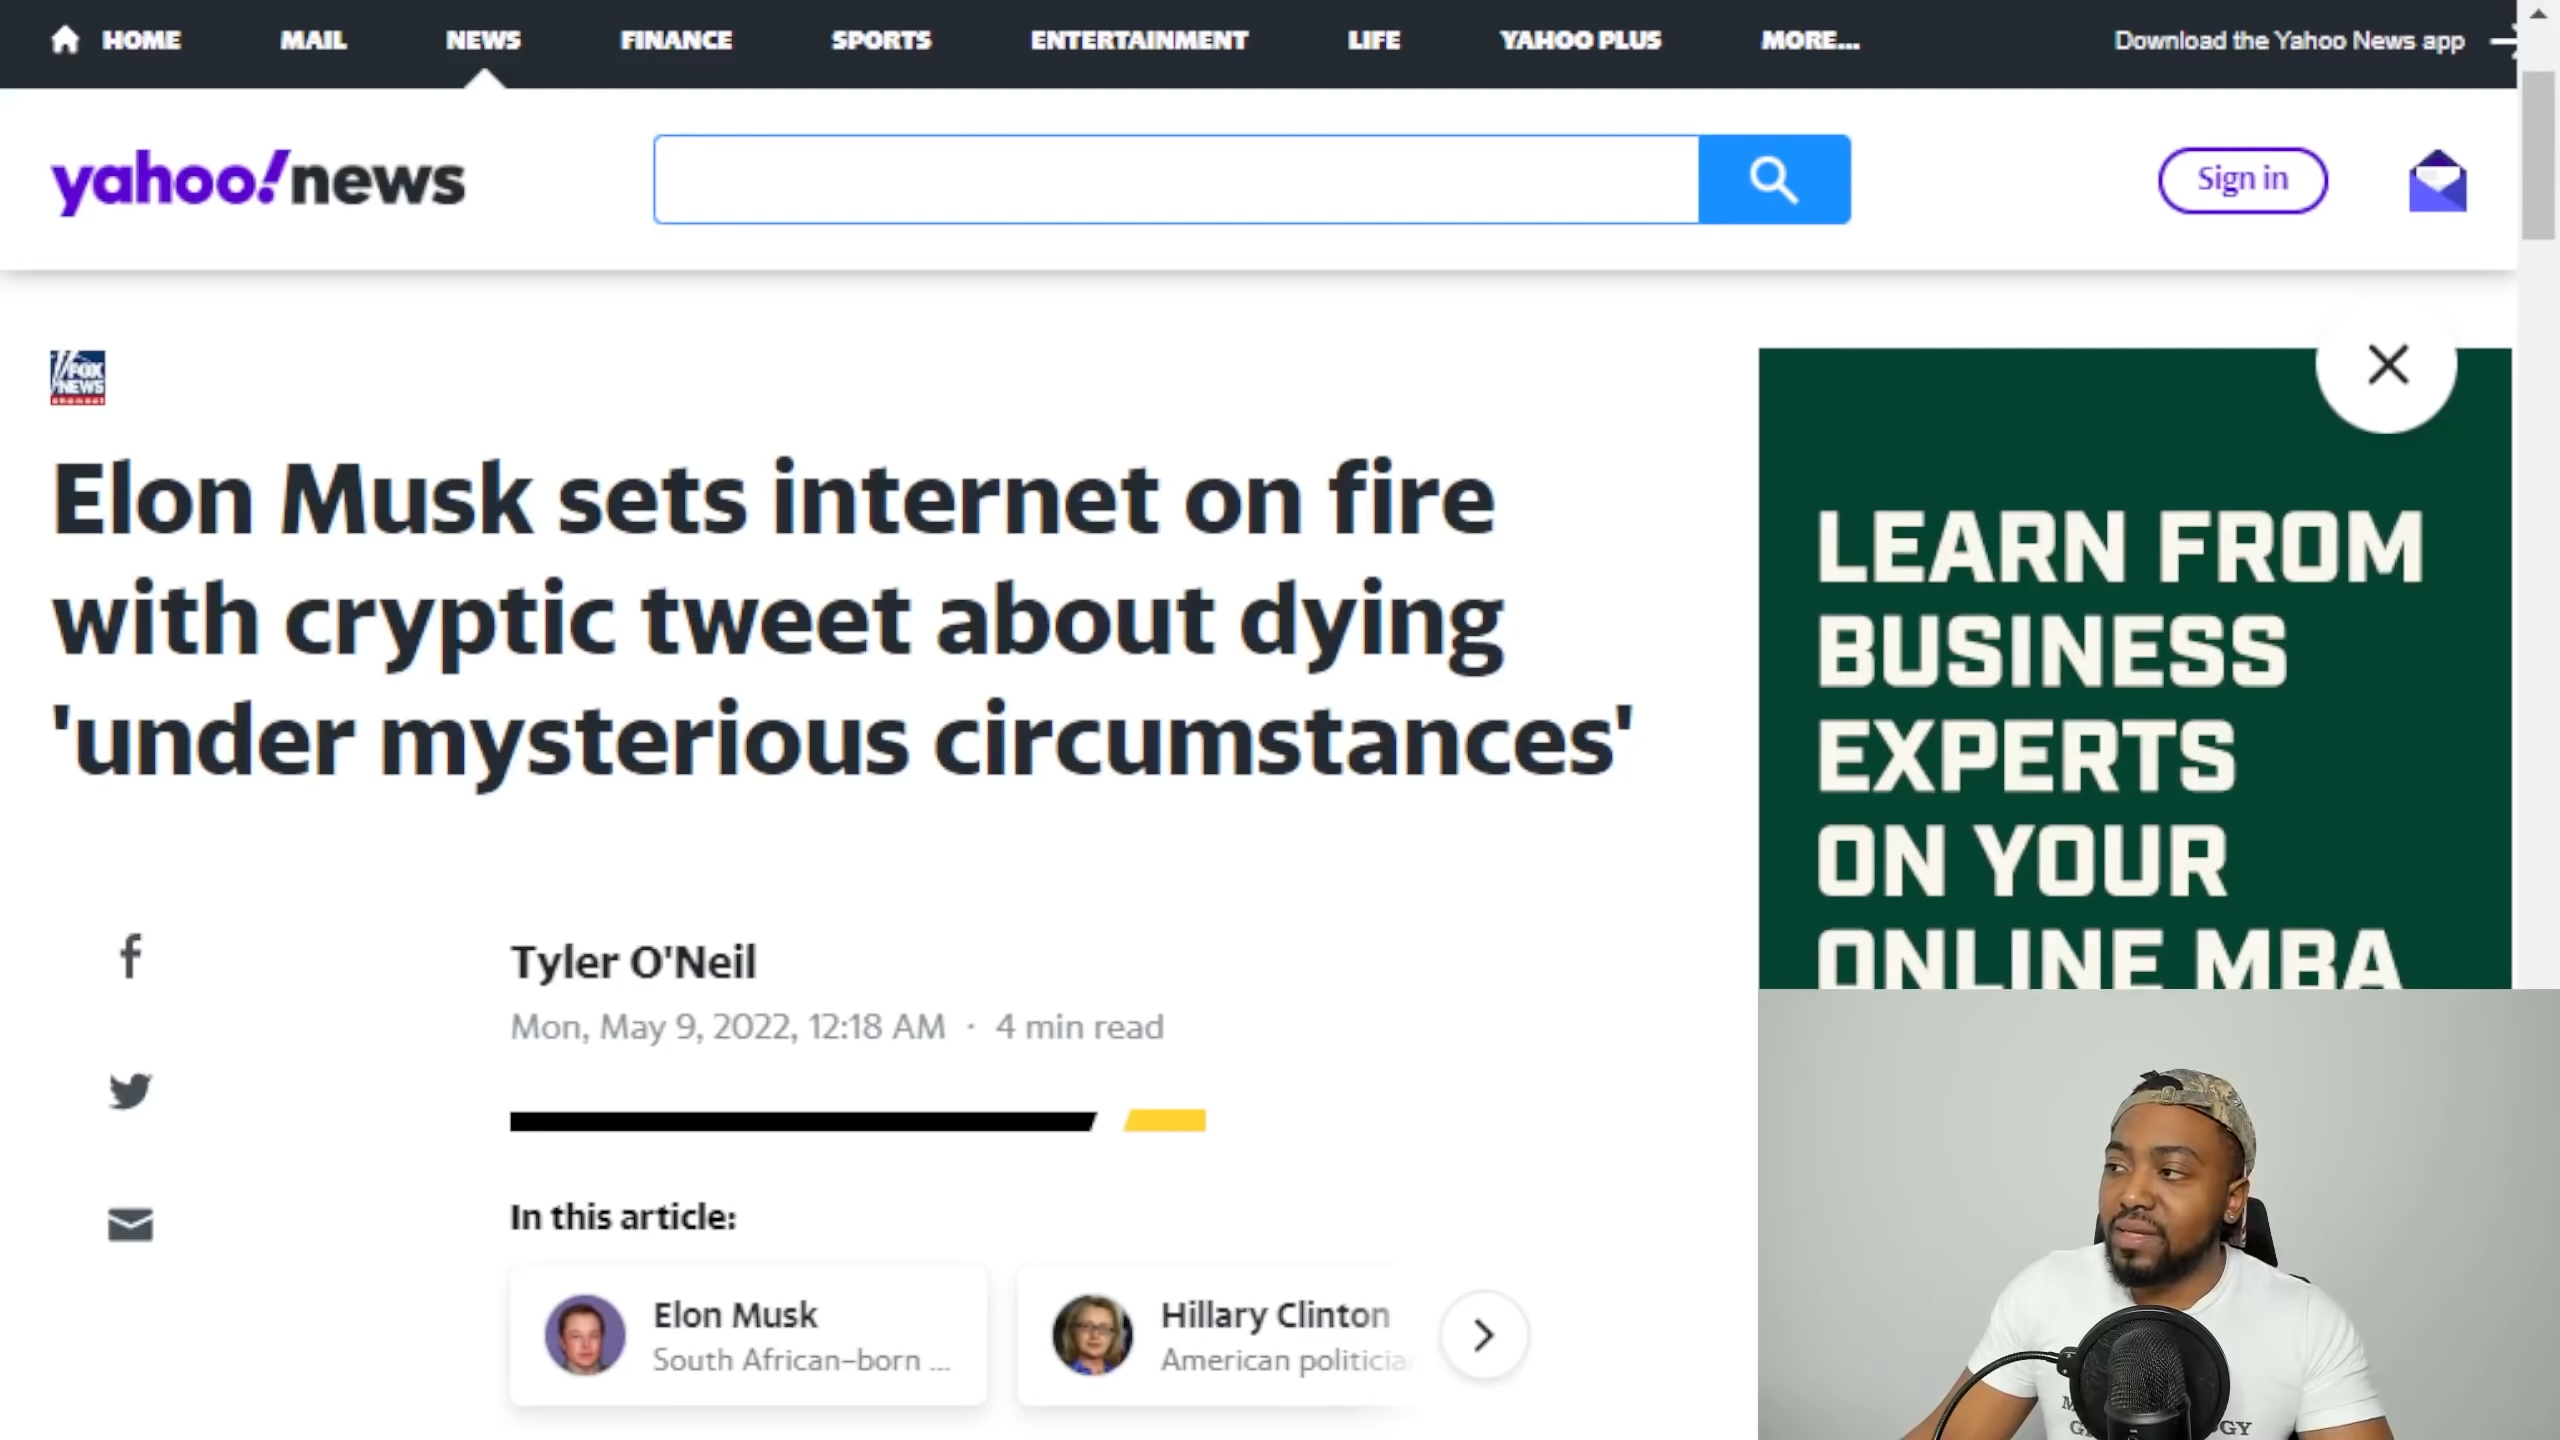 HOME MAIL NEWS FINANCE SPORTS ENTERTAINMENT LIFE YAHOO PLUS MORE... Download the Yahoo News app
yahoo!news
Sign in
FOX
NEWS
channel
Elon Musk sets internet on fire
with cryptic tweet about dying
'under mysterious circumstances'
LEARN FROM
BUSINESS
EXPERTS
ON YOUR
ONLINE MBA
Tyler O'Neil
Mon, May 9, 2022, 12:18 AM · 4 min read
In this article:
Elon Musk
South African-born ...
Hillary Clinton
American politicia